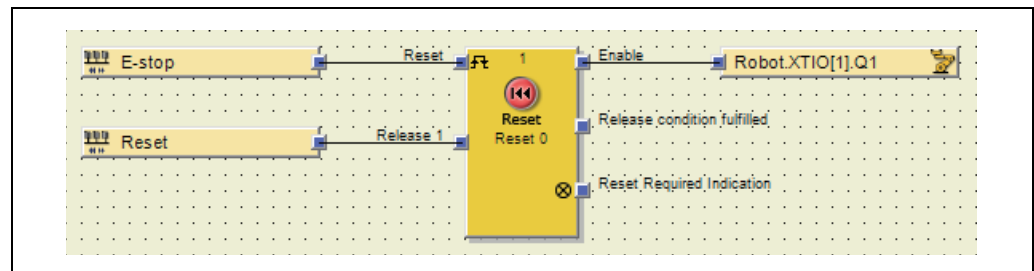 E-stop
Reset
1
Enable
Robot.XTIO[1].Q1
Reset
Release 1
Reset
Reset 0
Release condition fulfilled
Reset Required Indication